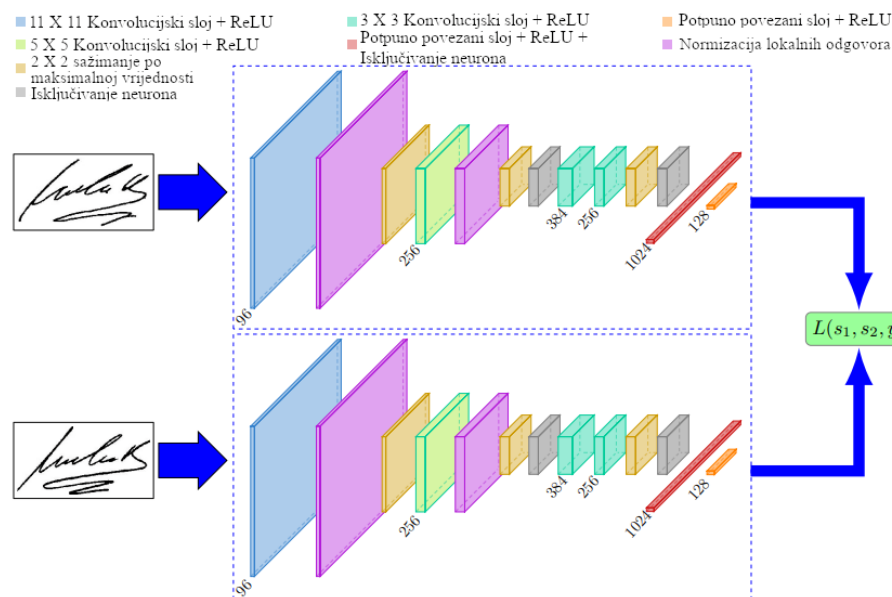 11 X 11 Konvolucijski sloj + ReLU
5 X 5 Konvolucijski sloj + ReLU
2 X 2 sažimanje po
maksimalnoj vrijednosti
Isključivanje neurona
3 X 3 Konvolucijski sloj + ReLU
Potpuno povezani sloj + ReLU +
Isključivanje neurona
Potpuno povezani sloj + ReLU
Normizacija lokalnih odgovora
96
256
384
256
1024
128
L(s₁, s₂, y
96
256
384
256
1024
128